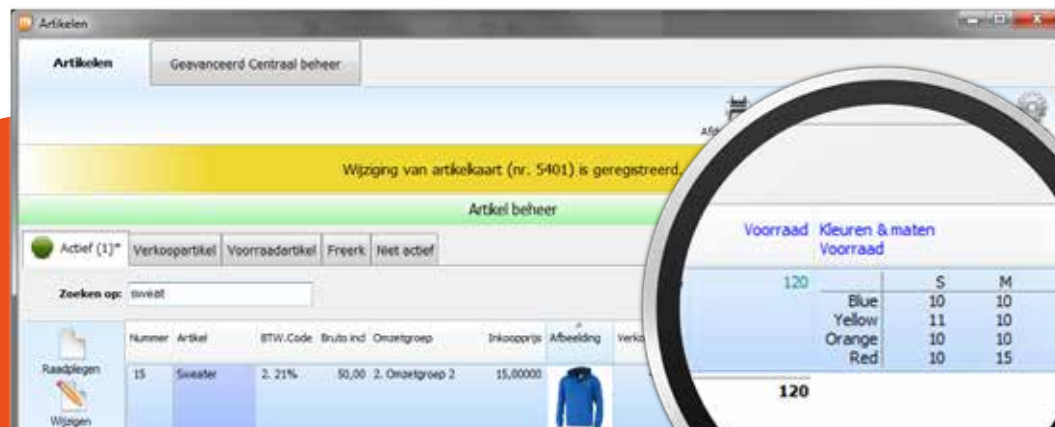 Artikelen
Artikelen Geavanceerd Centraal beheer
Wijziging van artikelkaart (nr. 5401) is geregistreerd.
Artikel beheer
Actief (1)* Verkoopartikel Voorraadartikel Freerk Niet actief
Zoeken op: sweat
Raadplegen
Wijzigen
Nummer Artikel BTW.Code Bruto ind Omzetgroep Inkoopprijs Afbeelding
15 Sweater 2. 21% 50,00 2. Omzetgroep 2 15,00000
Voorraad Kleuren & maten
Voorraad
120 S M
Blue 10 10
Yellow 11 10
Orange 10 10
Red 10 15
120